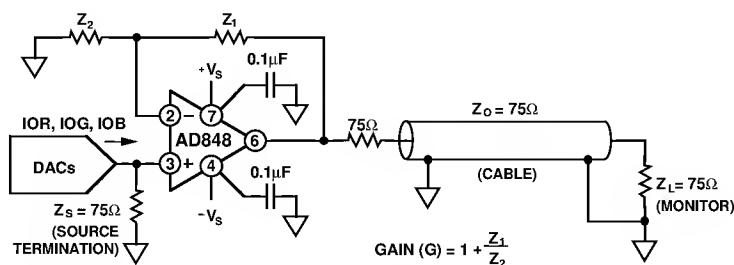 Z2
Z1
0.1μF
+VS
2
−
7
IOR, IOG, IOB
AD848
6
75Ω
ZO = 75Ω
DACs
3
+
4
0.1μF
(CABLE)
ZL= 75Ω
(MONITOR)
ZS = 75Ω
(SOURCE
TERMINATION)
−VS
GAIN (G) = 1 + Z1
Z2